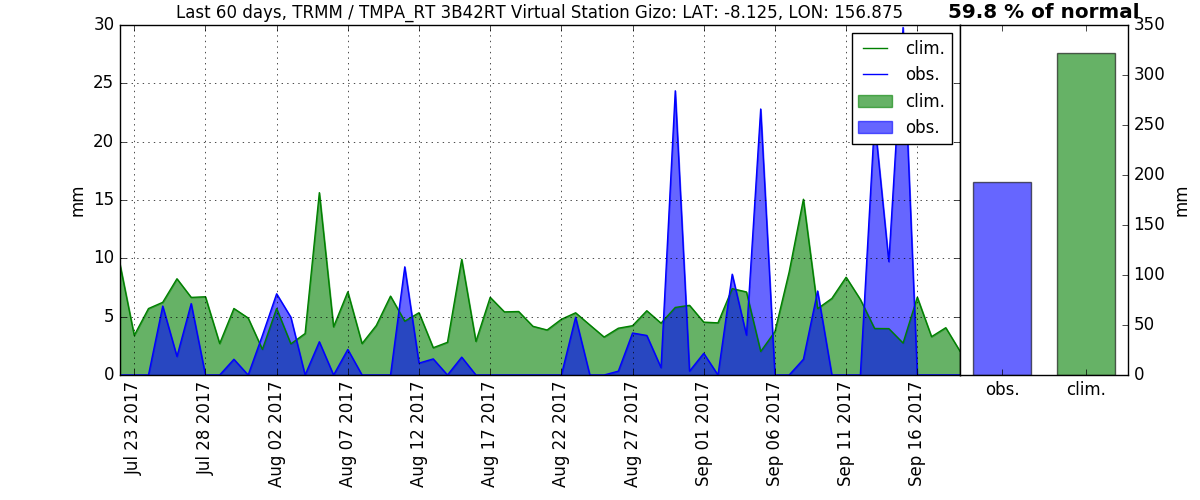 Last 60 days, TRMM / TMPA_RT 3B42RT Virtual Station Gizo: LAT: -8.125, LON: 156.875
59.8 % of normal
30
25
20
15
10
5
0
mm
clim.
obs.
clim.
obs.
Jul 23 2017
Jul 28 2017
Aug 02 2017
Aug 07 2017
Aug 12 2017
Aug 17 2017
Aug 22 2017
Aug 27 2017
Sep 01 2017
Sep 06 2017
Sep 11 2017
Sep 16 2017
350
300
250
200
150
100
50
0
mm
obs.
clim.